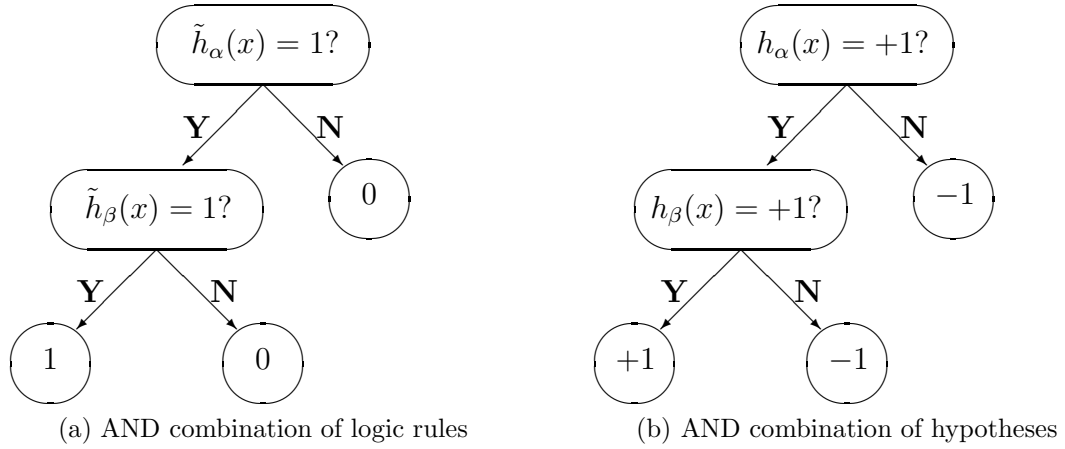 h̃α(x) = 1?
Y N
h̃β(x) = 1?
0
Y N
1
0
(a) AND combination of logic rules
hα(x) = +1?
Y N
hβ(x) = +1?
−1
Y N
+1
−1
(b) AND combination of hypotheses